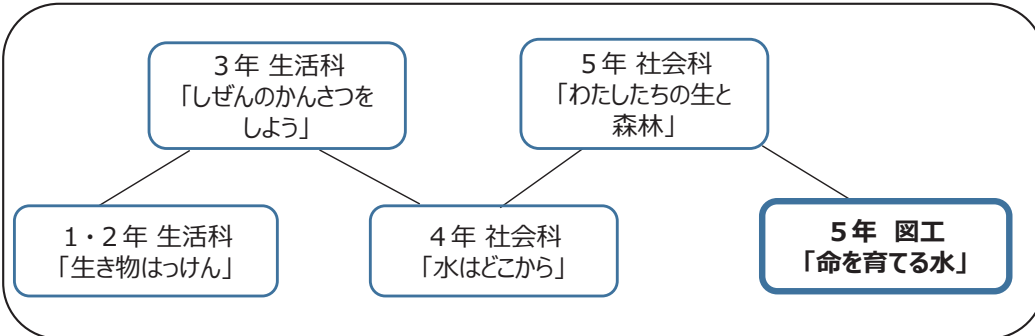 3年 生活科
「しぜんのかんさつを
しよう」
5年 社会科
「わたしたちの生と
森林」
1・2年 生活科
「生き物はっけん」
4年 社会科
「水はどこから」
5年 図工
「命を育てる水」